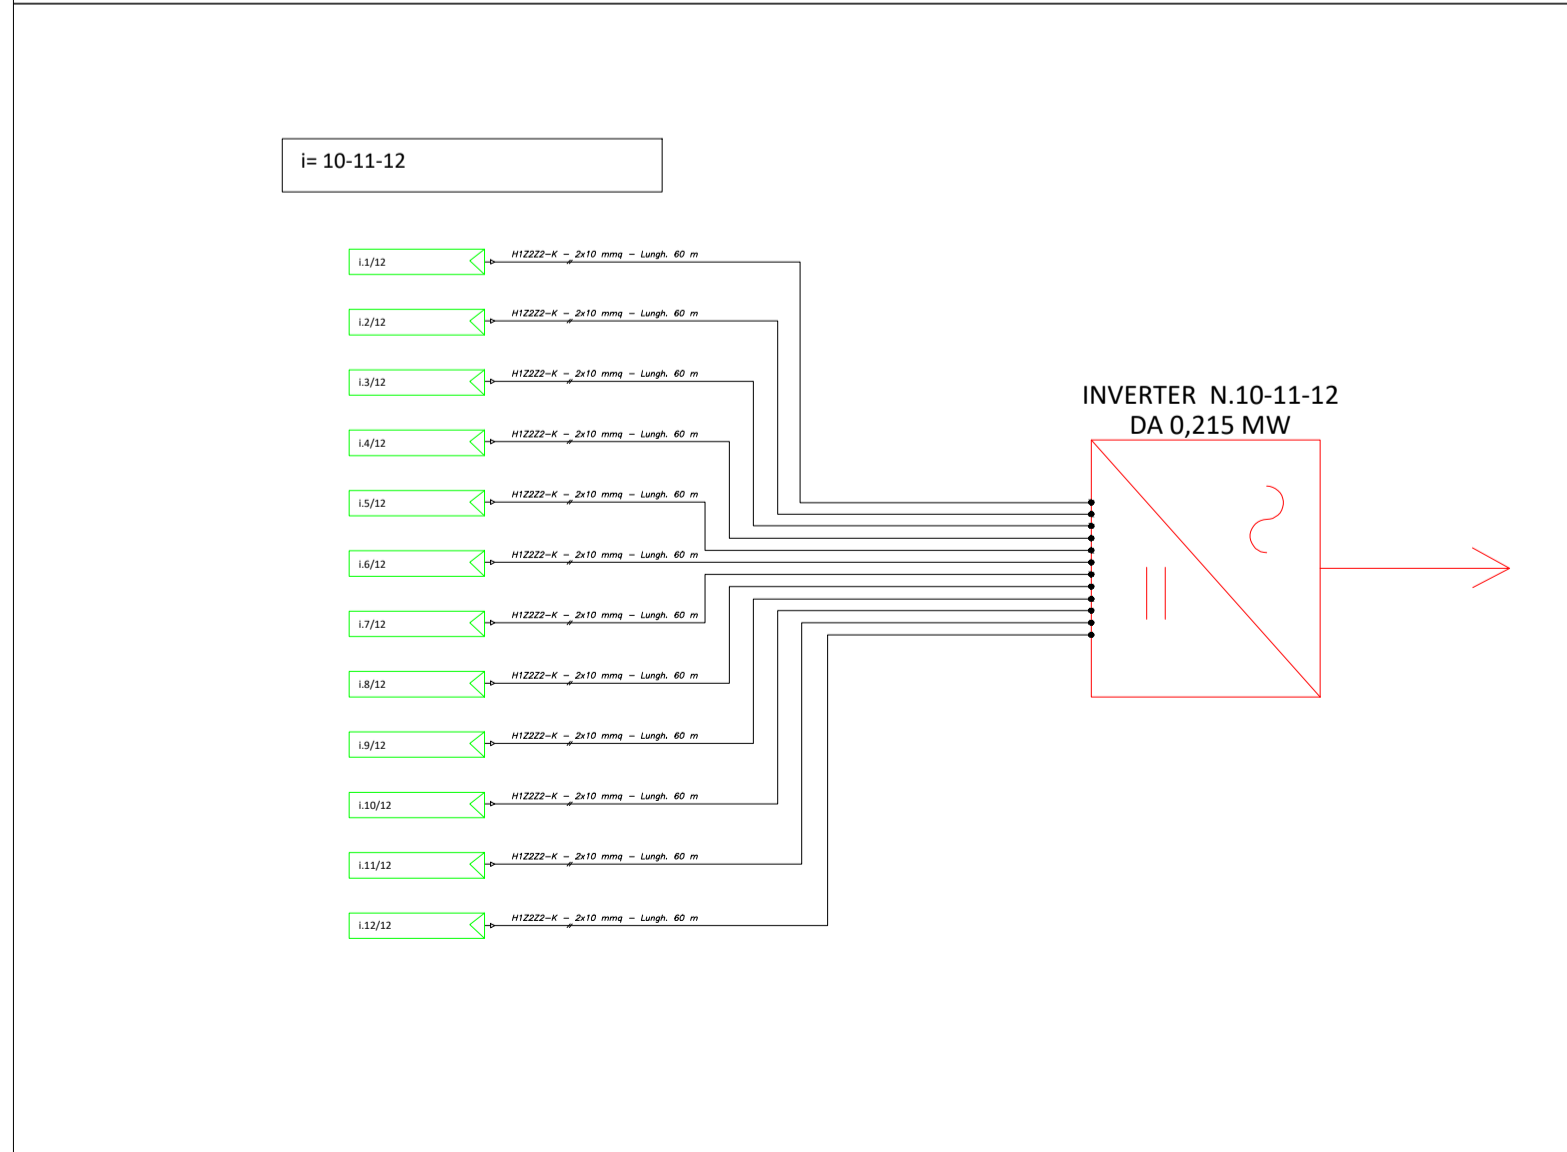 i= 10-11-12
i.1/12 H1Z2Z2-K - 2x10 mmq - Lungh. 60 m
i.2/12 H1Z2Z2-K - 2x10 mmq - Lungh. 60 m
i.3/12 H1Z2Z2-K - 2x10 mmq - Lungh. 60 m
INVERTER N.10-11-12
DA 0,215 MW
i.4/12 H1Z2Z2-K - 2x10 mmq - Lungh. 60 m
i.5/12 H1Z2Z2-K - 2x10 mmq - Lungh. 60 m
i.6/12 H1Z2Z2-K - 2x10 mmq - Lungh. 60 m
i.7/12 H1Z2Z2-K - 2x10 mmq - Lungh. 60 m
i.8/12 H1Z2Z2-K - 2x10 mmq - Lungh. 60 m
i.9/12 H1Z2Z2-K - 2x10 mmq - Lungh. 60 m
i.10/12 H1Z2Z2-K - 2x10 mmq - Lungh. 60 m
i.11/12 H1Z2Z2-K - 2x10 mmq - Lungh. 60 m
i.12/12 H1Z2Z2-K - 2x10 mmq - Lungh. 60 m